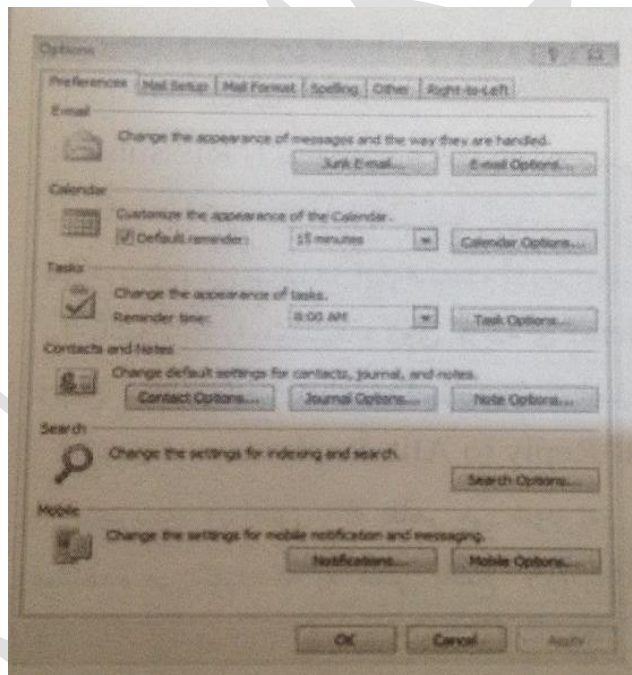 Options
Preferences Mail Setup Mail Format Spelling Other Right-to-Left
E-mail
Change the appearance of messages and the way they are handled.
Junk E-mail... E-mail Options...
Calendar
Customize the appearance of the Calendar.
Default reminder: 15 minutes Calendar Options...
Tasks
Change the appearance of tasks.
Reminder time: 8:00 AM Task Options...
Contacts and Notes
Change default settings for contacts, journal, and notes.
Contact Options... Journal Options... Note Options...
Search
Change the settings for indexing and search.
Search Options...
Mobile
Change the settings for mobile notification and messaging.
Notifications... Mobile Options...
OK Cancel Apply